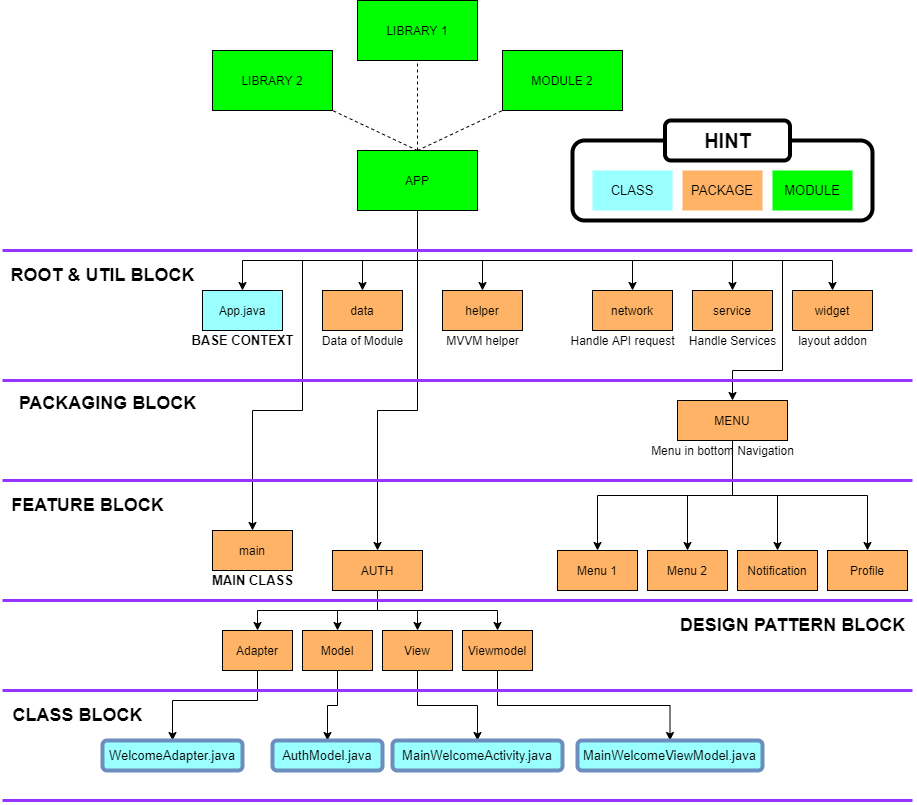 LIBRARY 1
LIBRARY 2
MODULE 2
HINT
APP
CLASS
PACKAGE
MODULE
ROOT & UTIL BLOCK
App.java
data
helper
network
service
widget
BASE CONTEXT
Data of Module
MVVM helper
Handle API request
Handle Services
layout addon
PACKAGING BLOCK
MENU
Menu in bottom Navigation
FEATURE BLOCK
main
MAIN CLASS
AUTH
Menu 1
Menu 2
Notification
Profile
DESIGN PATTERN BLOCK
Adapter
Model
View
Viewmodel
CLASS BLOCK
WelcomeAdapter.java
AuthModel.java
MainWelcomeActivity.java
MainWelcomeViewModel.java